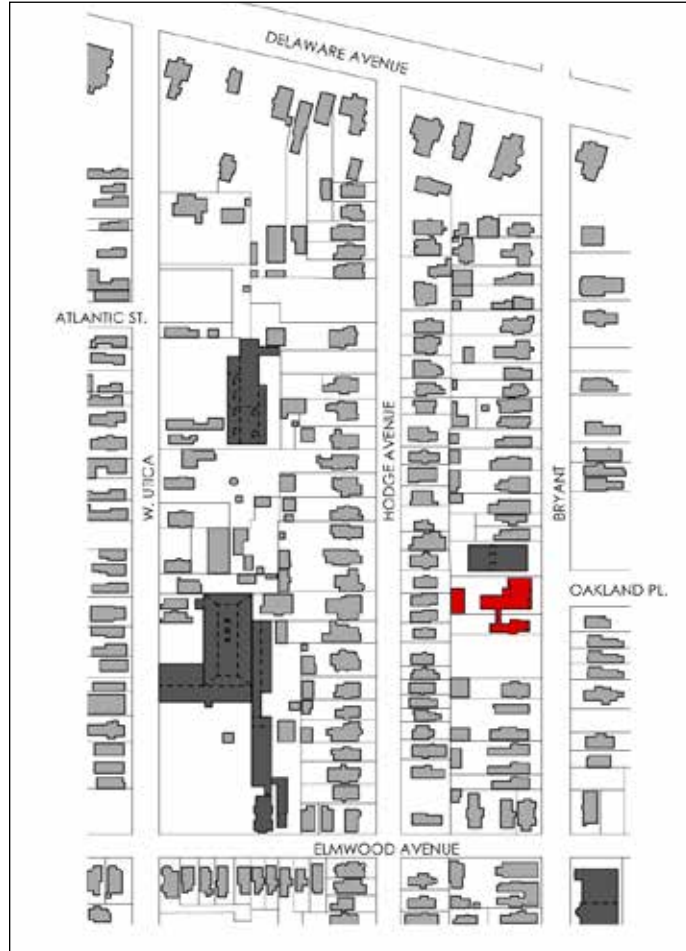 DELAWARE AVENUE
ATLANTIC ST.
W. UTICA
HODGE AVENUE
BRYANT
OAKLAND PL.
ELMWOOD AVENUE